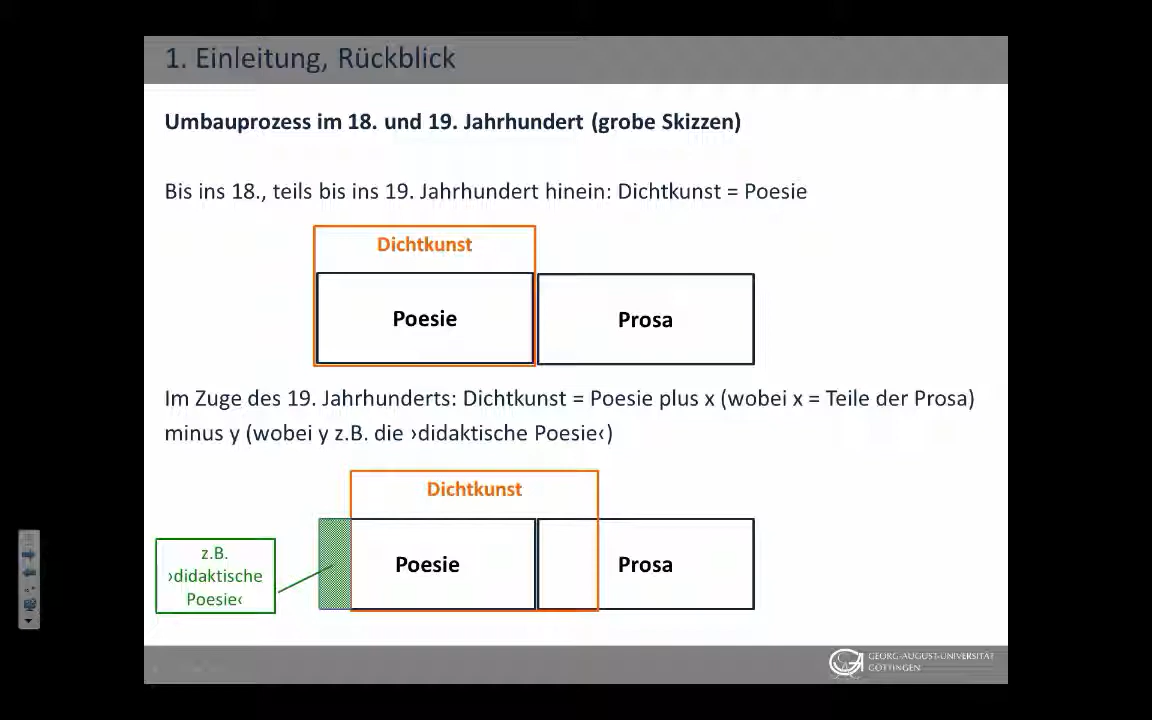 1. Einleitung, Rückblick
Umbauprozess im 18. und 19. Jahrhundert (grobe Skizzen)
Bis ins 18., teils bis ins 19. Jahrhundert hinein: Dichtkunst = Poesie
Dichtkunst
Poesie
Prosa
Im Zuge des 19. Jahrhunderts: Dichtkunst = Poesie plus x (wobei x = Teile der Prosa)
minus y (wobei y z.B. die ›didaktische Poesie‹)
Dichtkunst
z.B.
›didaktische
Poesie‹
Poesie
Prosa
GEORG-AUGUST-UNIVERSITÄT
GÖTTINGEN